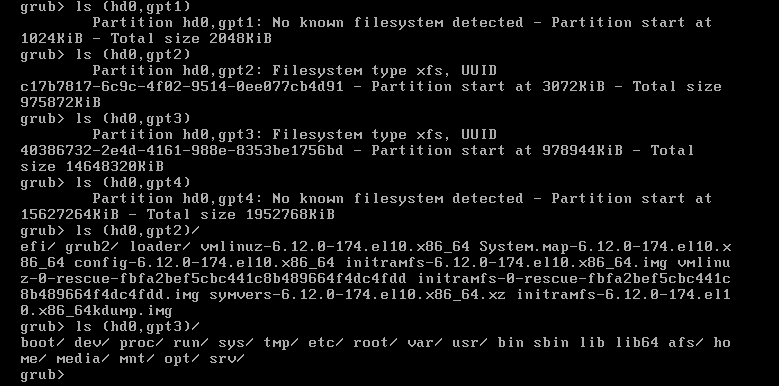 grub> ls (hd0,gpt1)
        Partition hd0,gpt1: No known filesystem detected - Partition start at
1024KiB - Total size 2048KiB
grub> ls (hd0,gpt2)
        Partition hd0,gpt2: Filesystem type xfs, UUID
c17b7817-6c9c-4f02-9514-0ee077cb4d91 - Partition start at 3072KiB - Total size
975872KiB
grub> ls (hd0,gpt3)
        Partition hd0,gpt3: Filesystem type xfs, UUID
40386732-2e4d-4161-988e-8353be1756bd - Partition start at 978944KiB - Total
size 14648320KiB
grub> ls (hd0,gpt4)
        Partition hd0,gpt4: No known filesystem detected - Partition start at
15627264KiB - Total size 1952768KiB
grub> ls (hd0,gpt2)/
efi/ grub2/ loader/ vmlinuz-6.12.0-174.el10.x86_64 System.map-6.12.0-174.el10.x
86_64 config-6.12.0-174.el10.x86_64 initramfs-6.12.0-174.el10.x86_64.img vmlinu
z-0-rescue-fbfa2bef5cbc441c8b489664f4dc4fdd initramfs-0-rescue-fbfa2bef5cbc441c
8b489664f4dc4fdd.img symvers-6.12.0-174.el10.x86_64.xz initramfs-6.12.0-174.el1
0.x86_64kdump.img
grub> ls (hd0,gpt3)/
boot/ dev/ proc/ run/ sys/ tmp/ etc/ root/ var/ usr/ bin sbin lib lib64 afs/ ho
me/ media/ mnt/ opt/ srv/
grub>